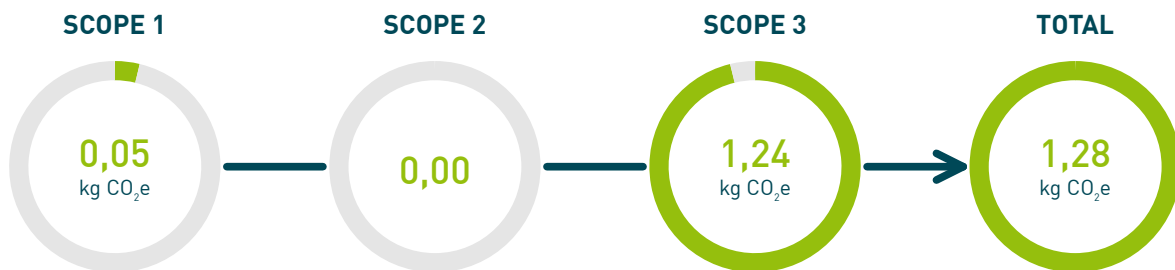 SCOPE 1
SCOPE 2
SCOPE 3
TOTAL
0,05
kg CO₂e
0,00
1,24
kg CO₂e
1,28
kg CO₂e